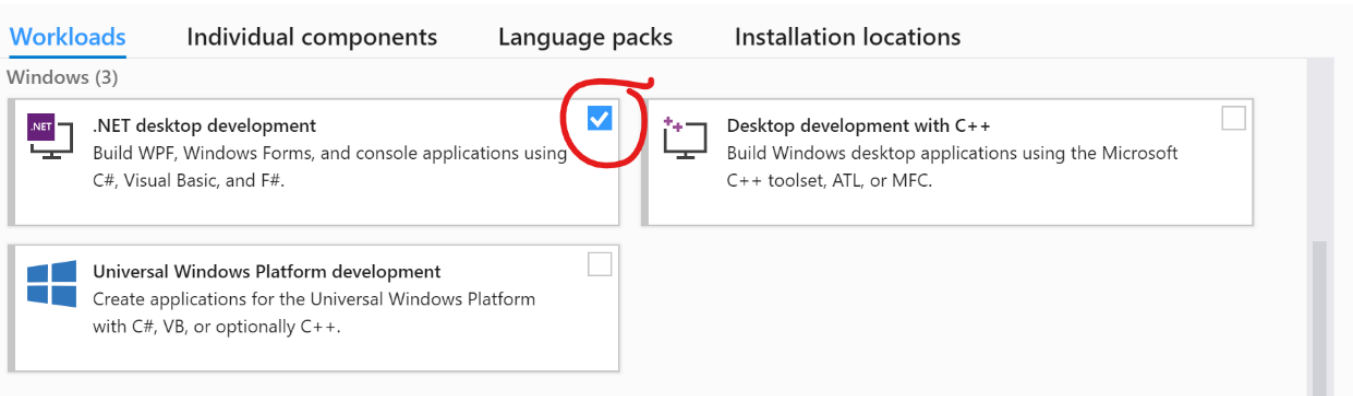 Workloads Individual components Language packs Installation locations
Windows (3)
.NET
.NET desktop development
Build WPF, Windows Forms, and console applications using
C#, Visual Basic, and F#.
Desktop development with C++
Build Windows desktop applications using the Microsoft
C++ toolset, ATL, or MFC.
Universal Windows Platform development
Create applications for the Universal Windows Platform
with C#, VB, or optionally C++.